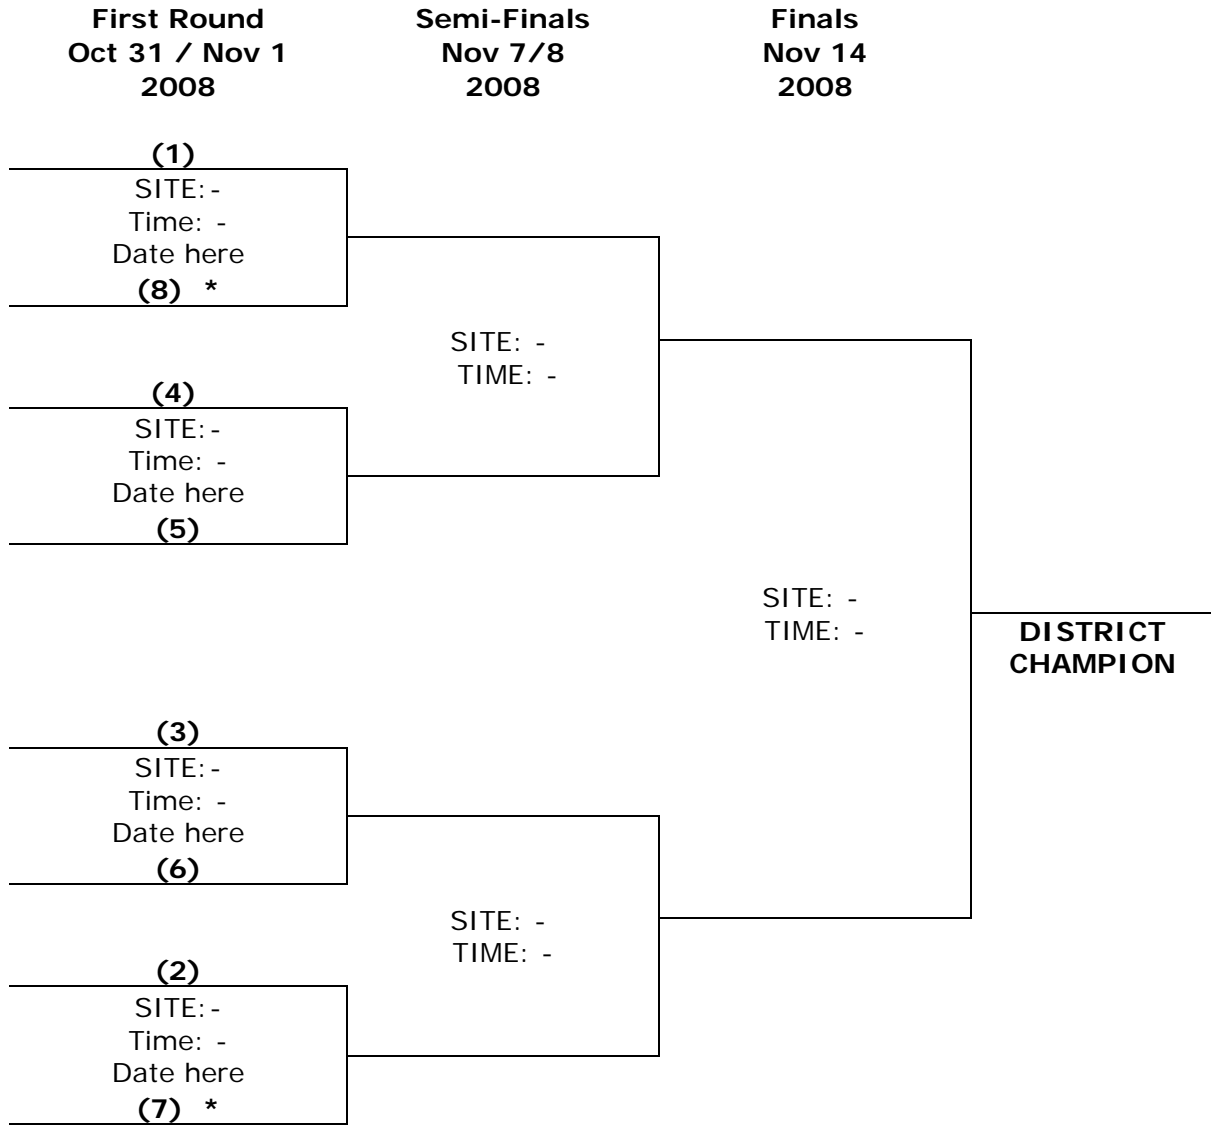 First Round
Oct 31 / Nov 1
2008
Semi-Finals
Nov 7/8
2008
Finals
Nov 14
2008
(1)
SITE: -
Time: -
Date here
(8) *
SITE: -
TIME: -
(4)
SITE: -
Time: -
Date here
(5)
SITE: -
TIME: -
DISTRICT
CHAMPION
(3)
SITE: -
Time: -
Date here
(6)
SITE: -
TIME: -
(2)
SITE: -
Time: -
Date here
(7) *